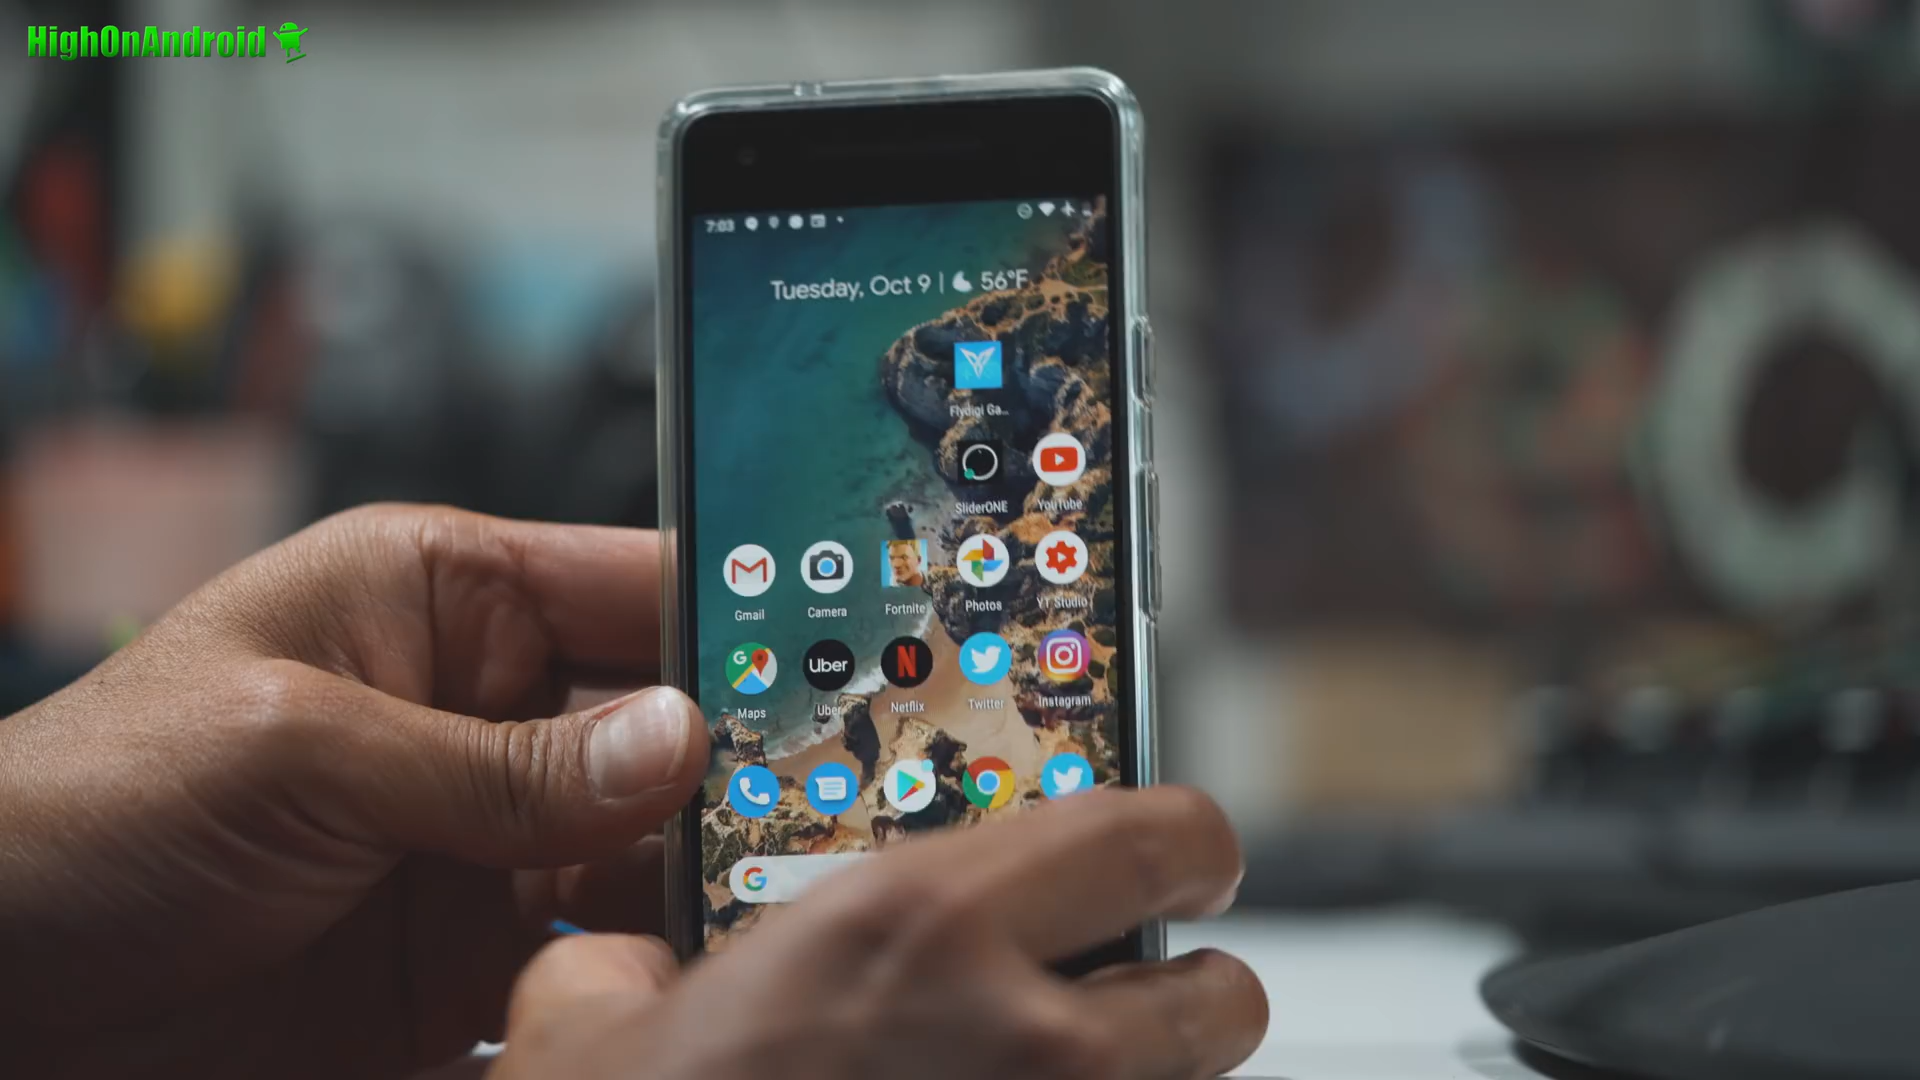 HighOnAndroid
7:03
Tuesday, Oct 9 | 56°F
Flydigi Ga...
SliderONE
YouTube
Gmail
Camera
Fortnite
Photos
YT Studio
Uber
Maps
Uber
Netflix
Twitter
Instagram